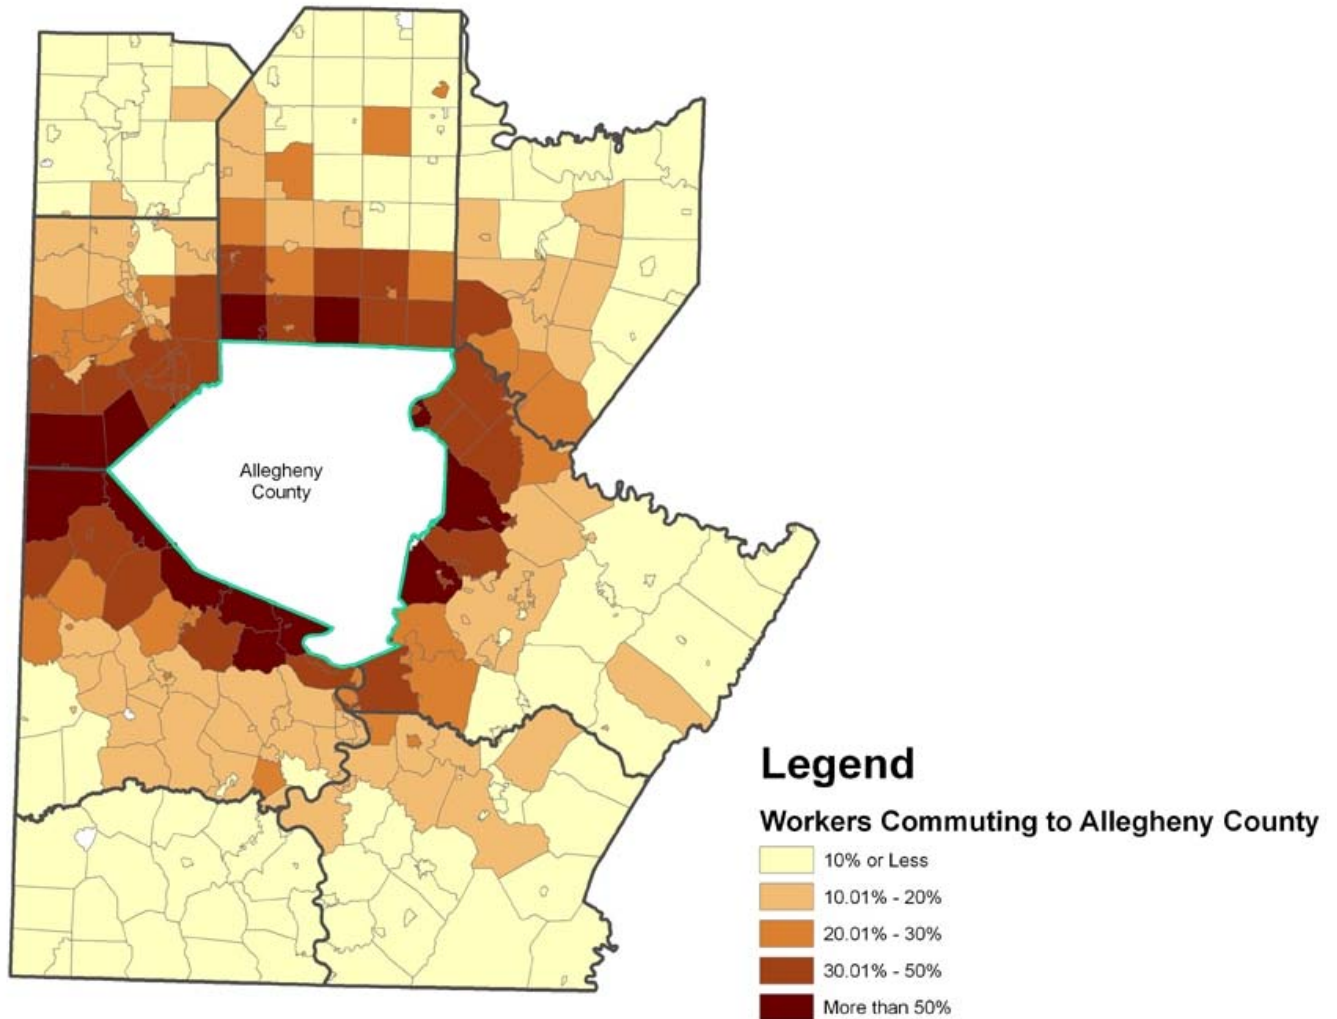 Allegheny
County
Legend
Workers Commuting to Allegheny County
10% or Less
10.01% - 20%
20.01% - 30%
30.01% - 50%
More than 50%